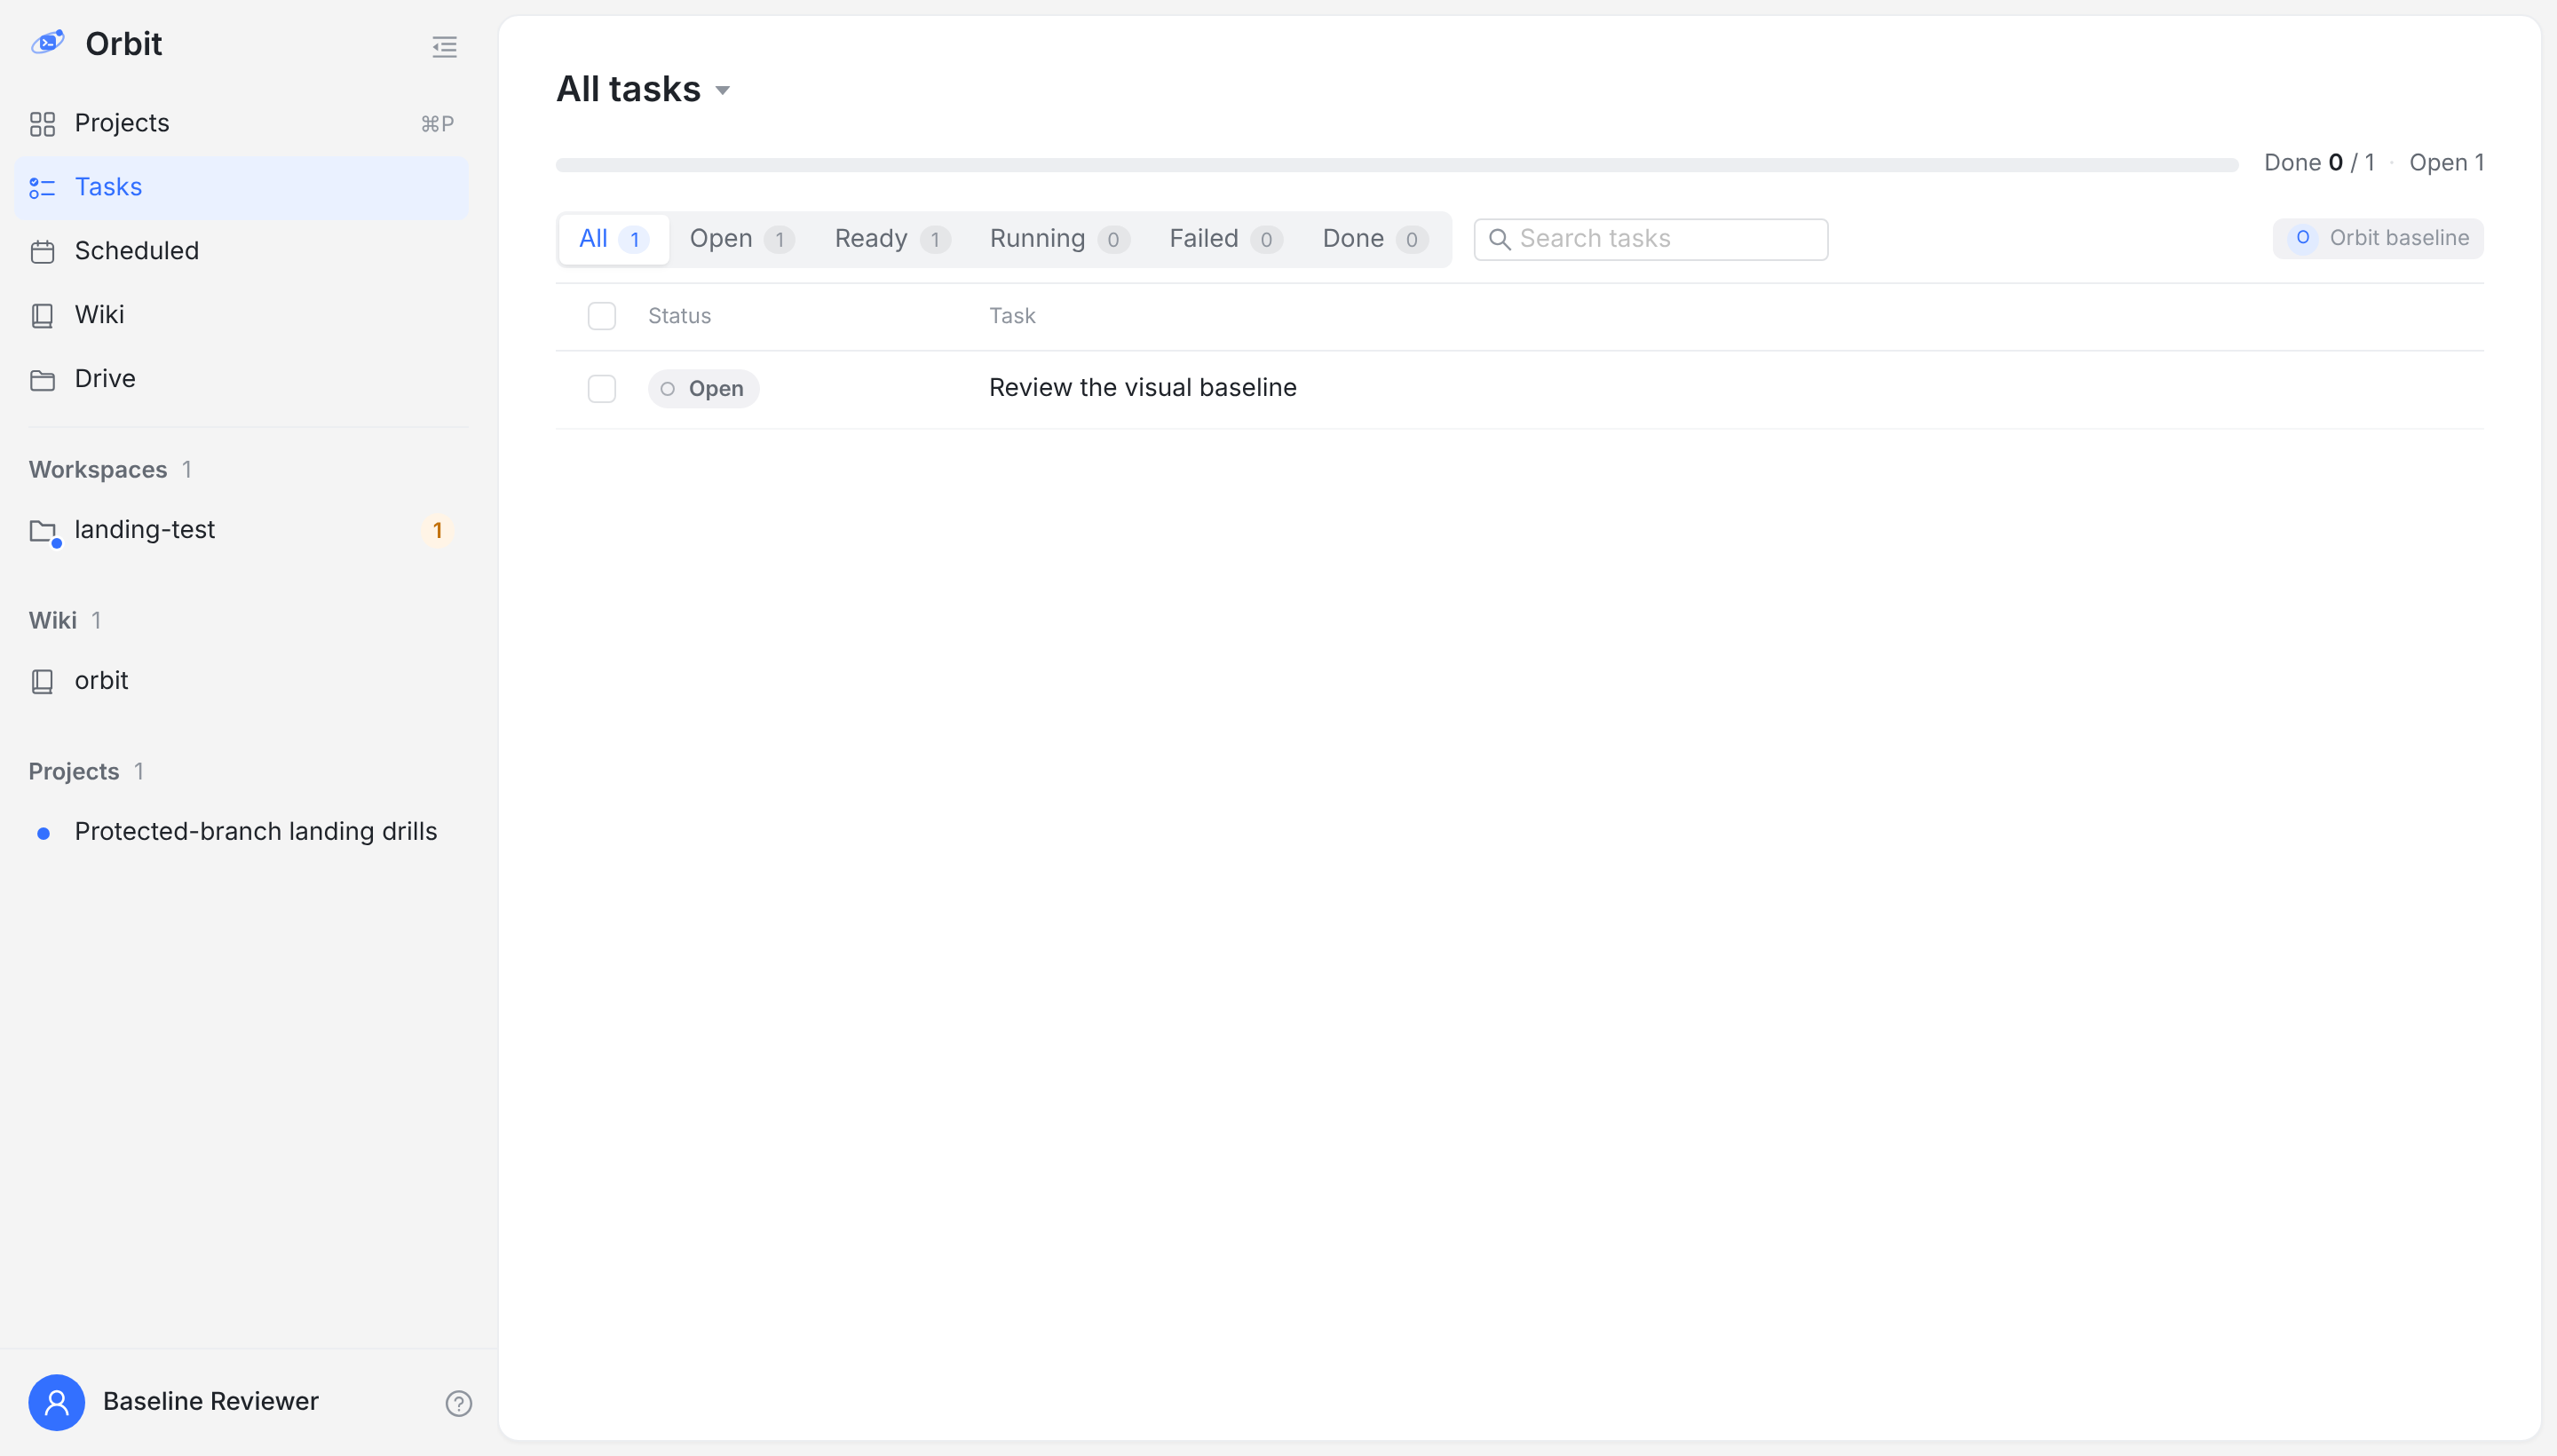 Orbit
Projects ⌘P
Tasks
Scheduled
Wiki
Drive
Workspaces 1
landing-test 1
Wiki 1
orbit
Projects 1
Protected-branch landing drills
Baseline Reviewer
All tasks
Done 0 / 1 · Open 1
All 1 Open 1 Ready 1 Running 0 Failed 0 Done 0 Search tasks O Orbit baseline
Status Task
Open Review the visual baseline